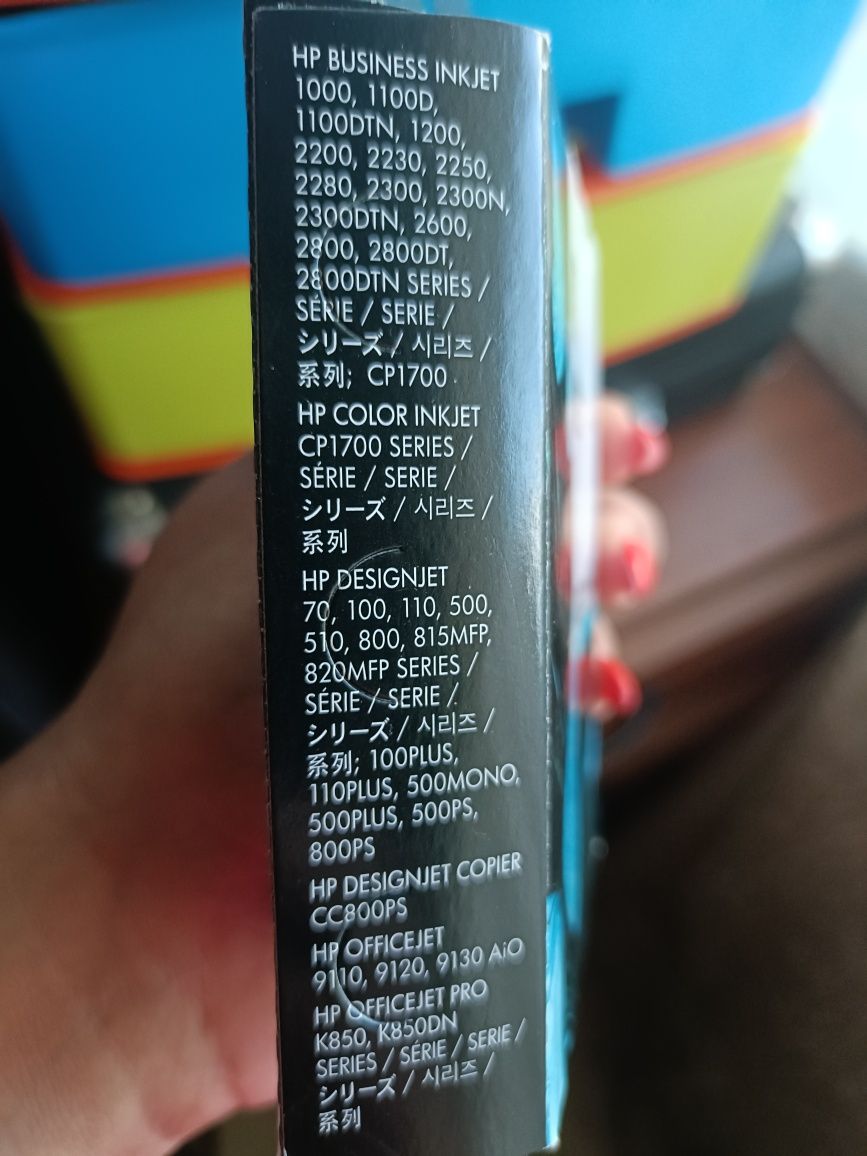 HP BUSINESS INKJET
1000, 1100D,
1100DTN, 1200,
2200, 2230, 2250,
2280, 2300, 2300N,
2300DTN, 2600,
2800, 2800DT,
2800DTN SERIES /
SÉRIE / SERIE /
シリーズ / 시리즈 /
系列; CP1700
HP COLOR INKJET
CP1700 SERIES /
SÉRIE / SERIE /
シリーズ / 시리즈 /
系列
HP DESIGNJET
70, 100, 110, 500,
510, 800, 815MFP,
820MFP SERIES /
SÉRIE / SERIE /
シリーズ / 시리즈 /
系列; 100PLUS,
110PLUS, 500MONO,
500PLUS, 500PS,
800PS
HP DESIGNJET COPIER
CC800PS
HP OFFICEJET
9110, 9120, 9130 AiO
HP OFFICEJET PRO
K850, K850DN
SERIES / SÉRIE / SERIE /
シリーズ / 시리즈 /
系列